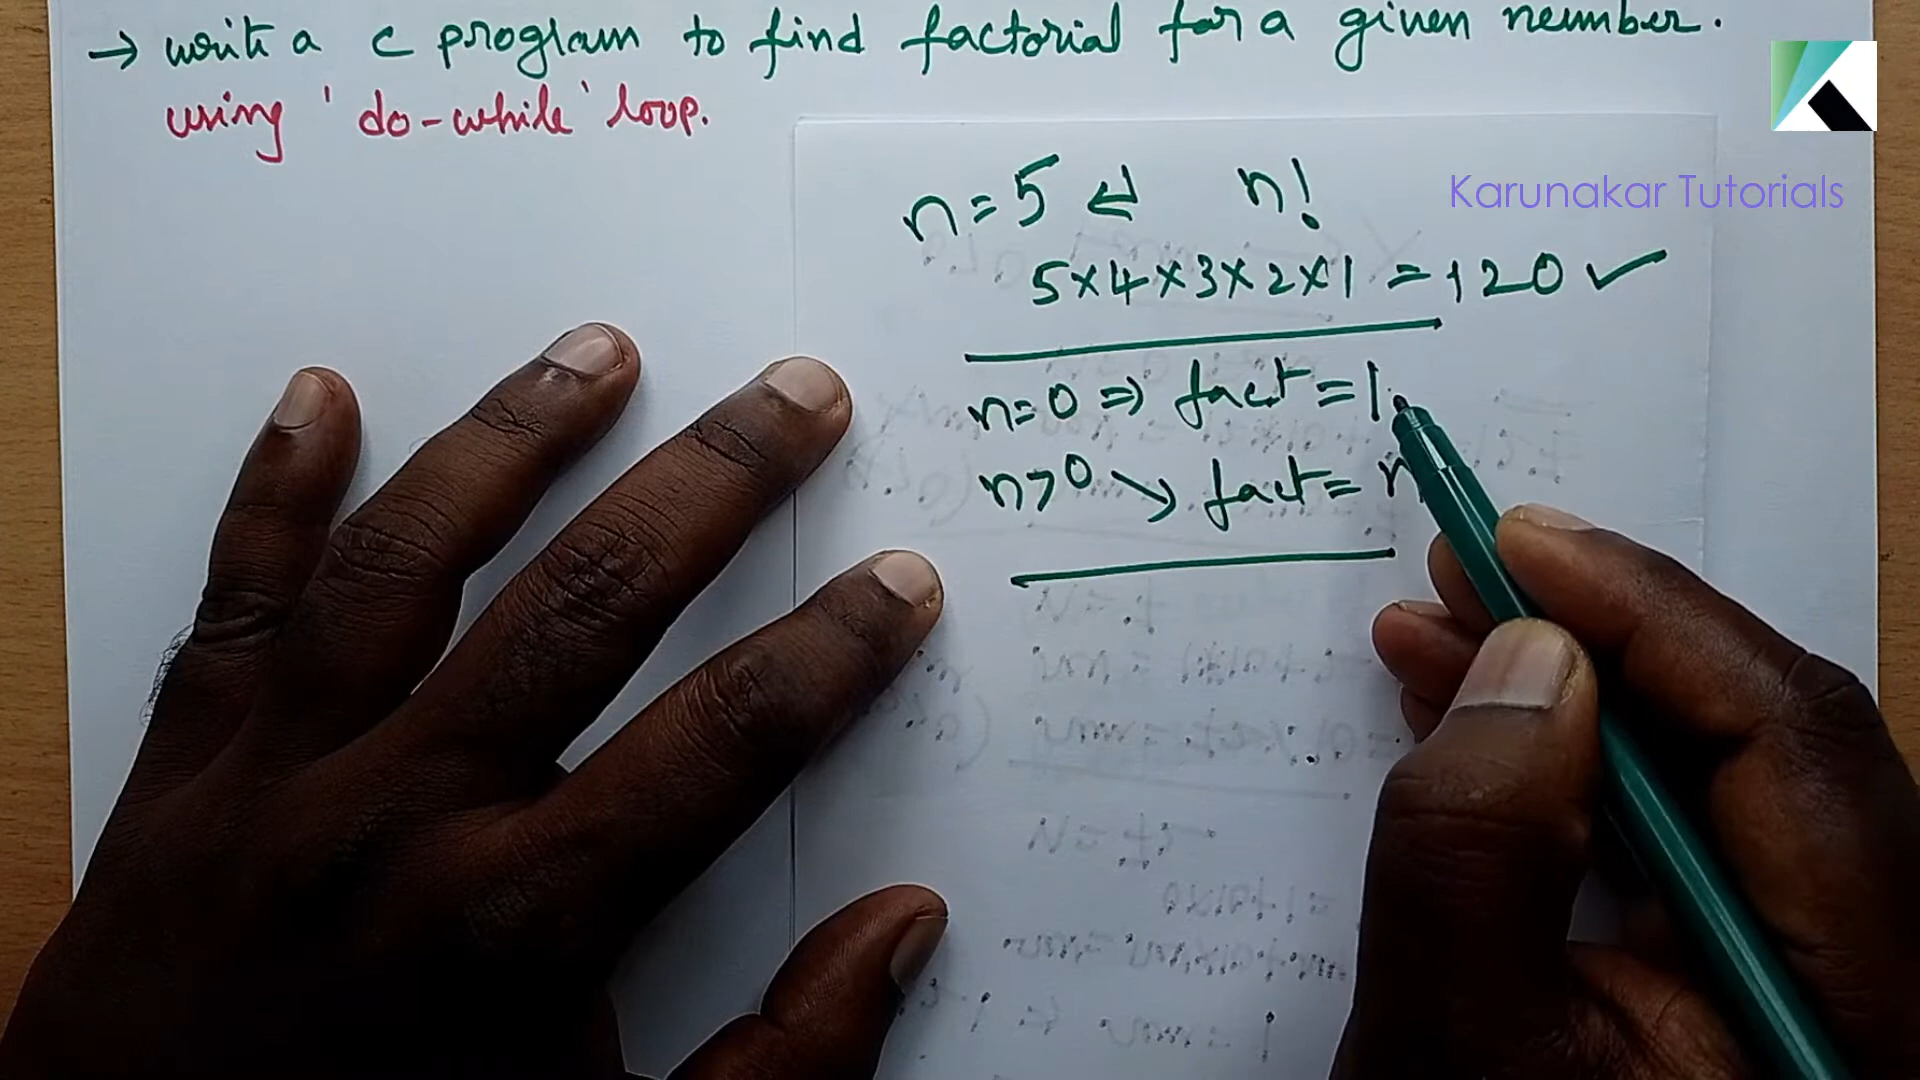 → write a c program to find factorial for a given number.
using 'do-while' loop.
Karunakar Tutorials
n=5 ↵ n!
5×4×3×2×1 = 120 ✓
n=0 ⇒ fact = 1
n>0 ↘ fact = n